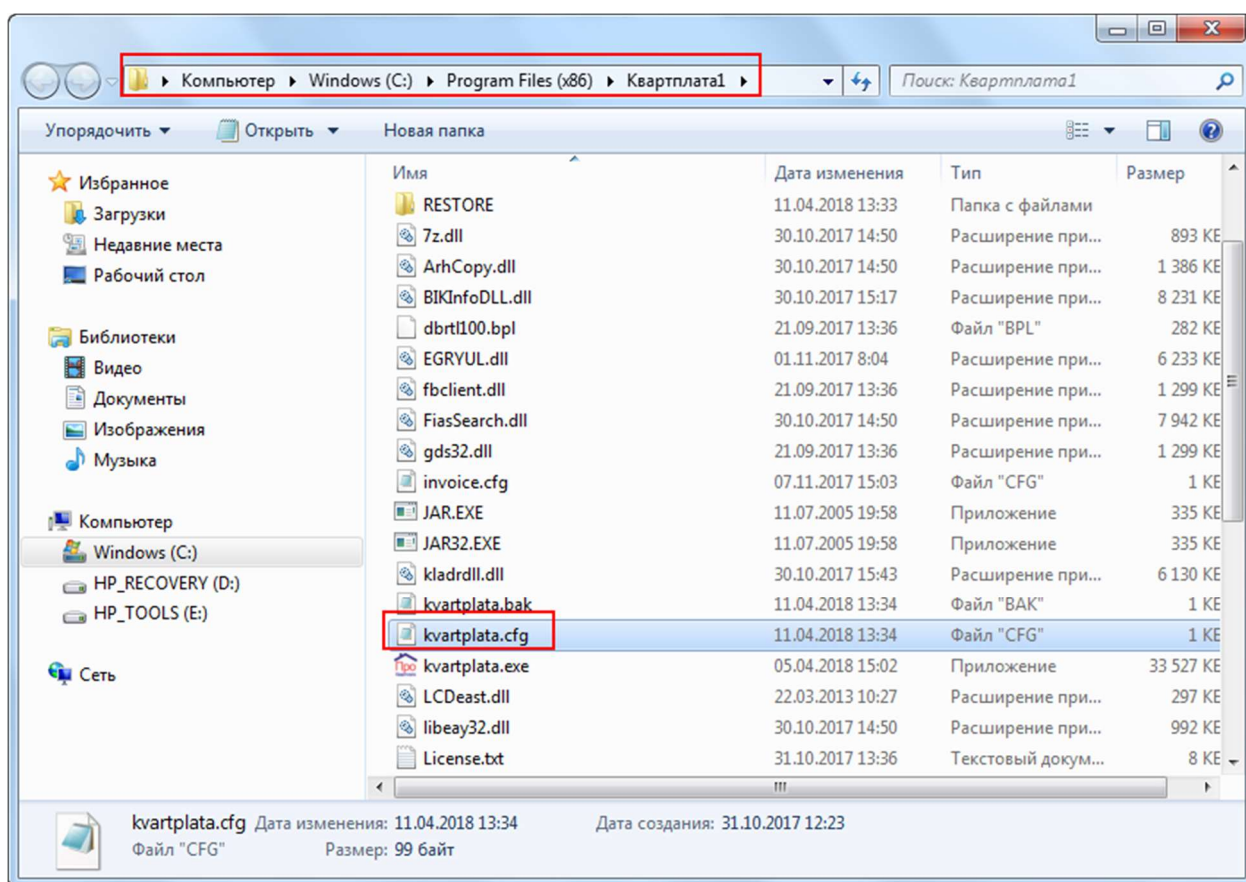 Компьютер Windows (C:) Program Files (x86) Квартплата1 Поиск: Квартплата1
Упорядочить Открыть Новая папка
Избранное
Загрузки
Недавние места
Рабочий стол
Библиотеки
Видео
Документы
Изображения
Музыка
Компьютер
Windows (C:)
HP_RECOVERY (D:)
HP_TOOLS (E:)
Сеть
Имя Дата изменения Тип Размер
RESTORE 11.04.2018 13:33 Папка с файлами
7z.dll 30.10.2017 14:50 Расширение при... 893 КБ
ArhCopy.dll 30.10.2017 14:50 Расширение при... 1 386 КБ
BIKInfoDLL.dll 30.10.2017 15:17 Расширение при... 8 231 КБ
dbrtl100.bpl 21.09.2017 13:36 Файл "BPL" 282 КБ
EGRYUL.dll 01.11.2017 8:04 Расширение при... 6 233 КБ
fbclient.dll 21.09.2017 13:36 Расширение при... 1 299 КБ
FiasSearch.dll 30.10.2017 14:50 Расширение при... 7 942 КБ
gds32.dll 21.09.2017 13:36 Расширение при... 1 299 КБ
invoice.cfg 07.11.2017 15:03 Файл "CFG" 1 КБ
JAR.EXE 11.07.2005 19:58 Приложение 335 КБ
JAR32.EXE 11.07.2005 19:58 Приложение 335 КБ
kladrdll.dll 30.10.2017 15:43 Расширение при... 6 130 КБ
kvartplata.bak 11.04.2018 13:34 Файл "BAK" 1 КБ
kvartplata.cfg 11.04.2018 13:34 Файл "CFG" 1 КБ
kvartplata.exe 05.04.2018 15:02 Приложение 33 527 КБ
LCDeast.dll 22.03.2013 10:27 Расширение при... 297 КБ
libeay32.dll 30.10.2017 14:50 Расширение при... 992 КБ
License.txt 31.10.2017 13:36 Текстовый докум... 8 КБ
kvartplata.cfg Дата изменения: 11.04.2018 13:34 Дата создания: 31.10.2017 12:23
Файл "CFG" Размер: 99 байт